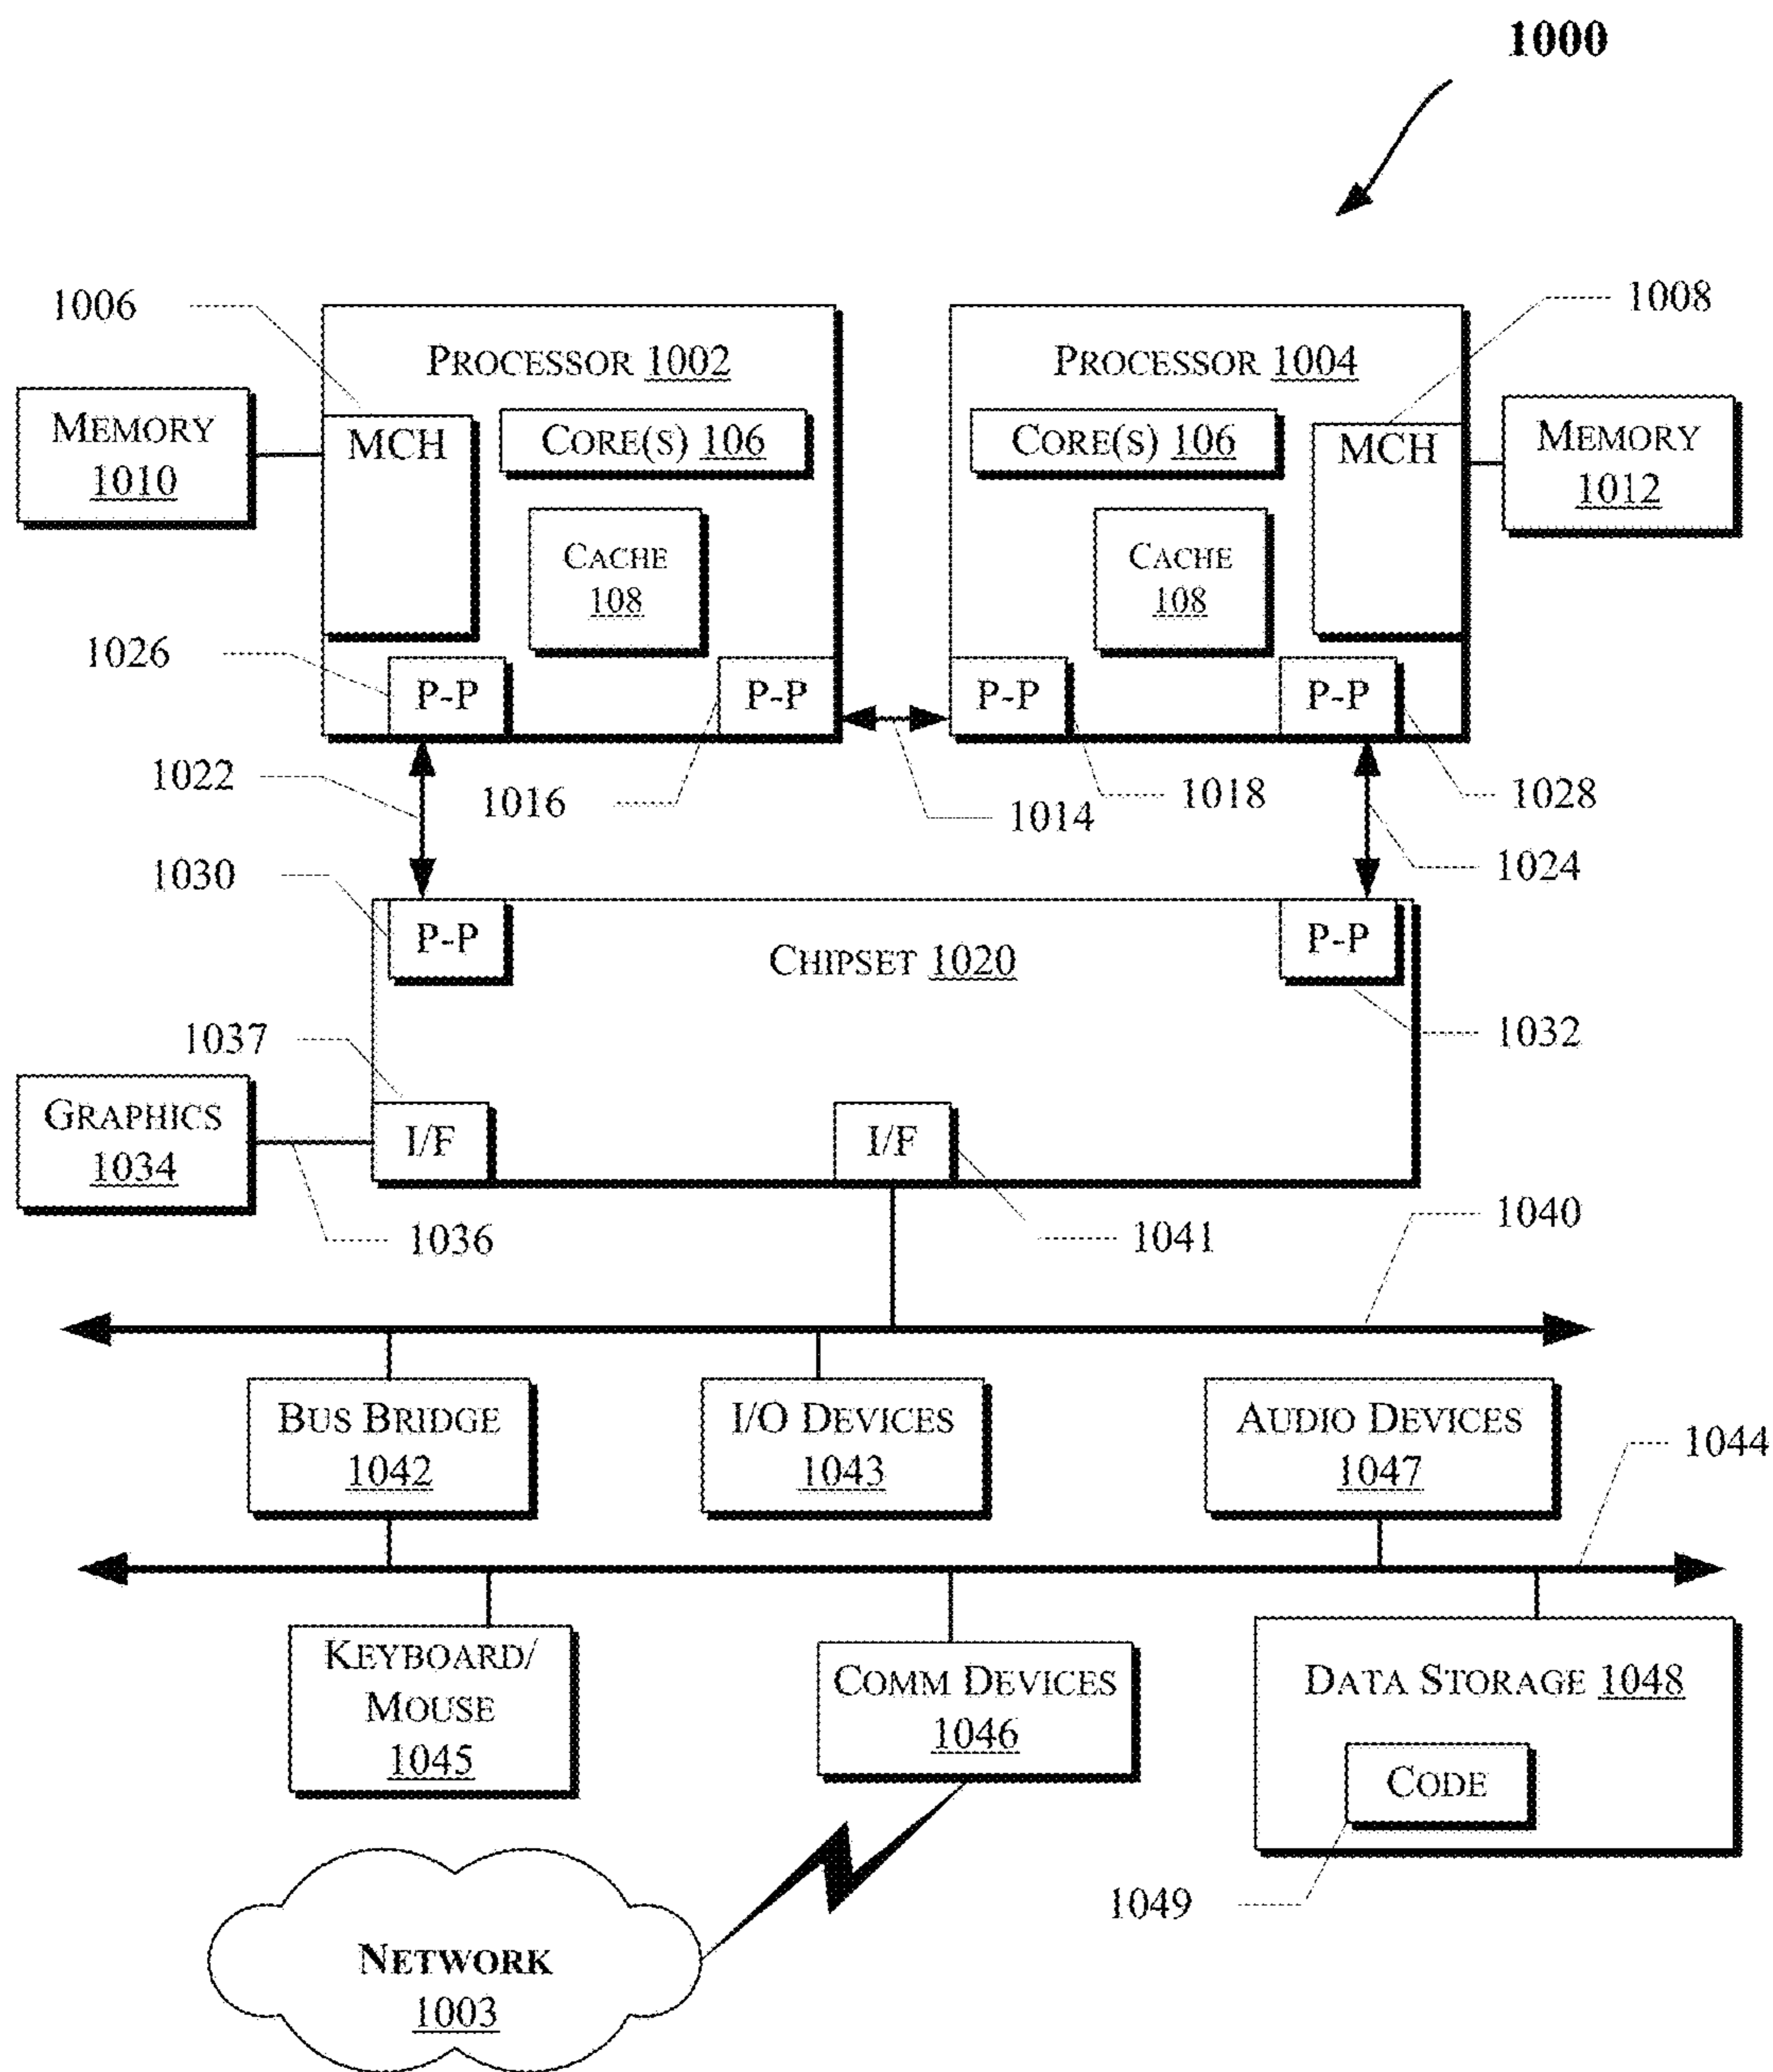 1000
1006
1008
PROCESSOR 1002
PROCESSOR 1004
MEMORY
1010
MCH
CORE(S) 106
CORE(S) 106
MCH
MEMORY
1012
CACHE
108
CACHE
108
1026
P-P
P-P
P-P
P-P
1022
1016
1014
1018
1028
1024
1030
P-P
CHIPSET 1020
P-P
1032
1037
GRAPHICS
1034
I/F
I/F
1036
1041
1040
BUS BRIDGE
1042
I/O DEVICES
1043
AUDIO DEVICES
1047
1044
KEYBOARD/
MOUSE
1045
COMM DEVICES
1046
DATA STORAGE 1048
CODE
1049
NETWORK
1003